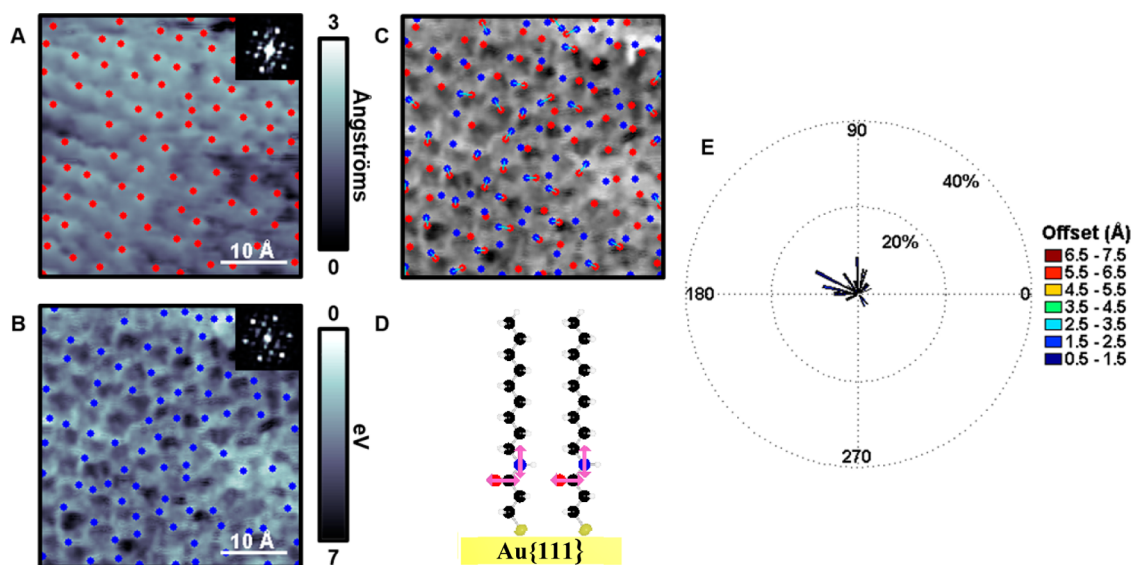 A
3
Ångströms
0
10 Å
B
0
eV
7
10 Å
C
D
Au{111}
E
90
40%
20%
180
0
270
Offset (Å)
6.5 - 7.5
5.5 - 6.5
4.5 - 5.5
3.5 - 4.5
2.5 - 3.5
1.5 - 2.5
0.5 - 1.5